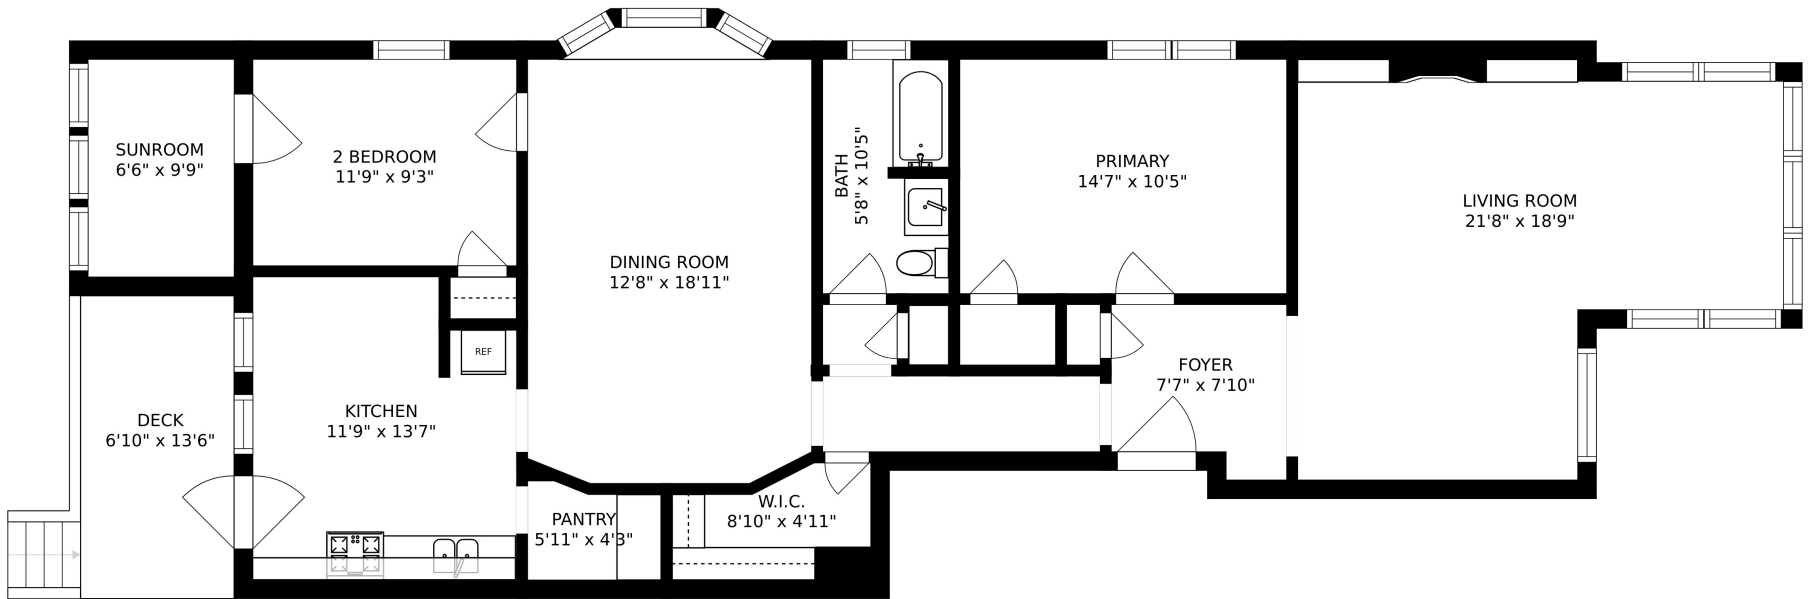 SUNROOM
6'6" x 9'9"
2 BEDROOM
11'9" x 9'3"
DINING ROOM
12'8" x 18'11"
BATH
5'8" x 10'5"
PRIMARY
14'7" x 10'5"
LIVING ROOM
21'8" x 18'9"
REF
FOYER
7'7" x 7'10"
DECK
6'10" x 13'6"
KITCHEN
11'9" x 13'7"
PANTRY
5'11" x 4'3"
W.I.C.
8'10" x 4'11"